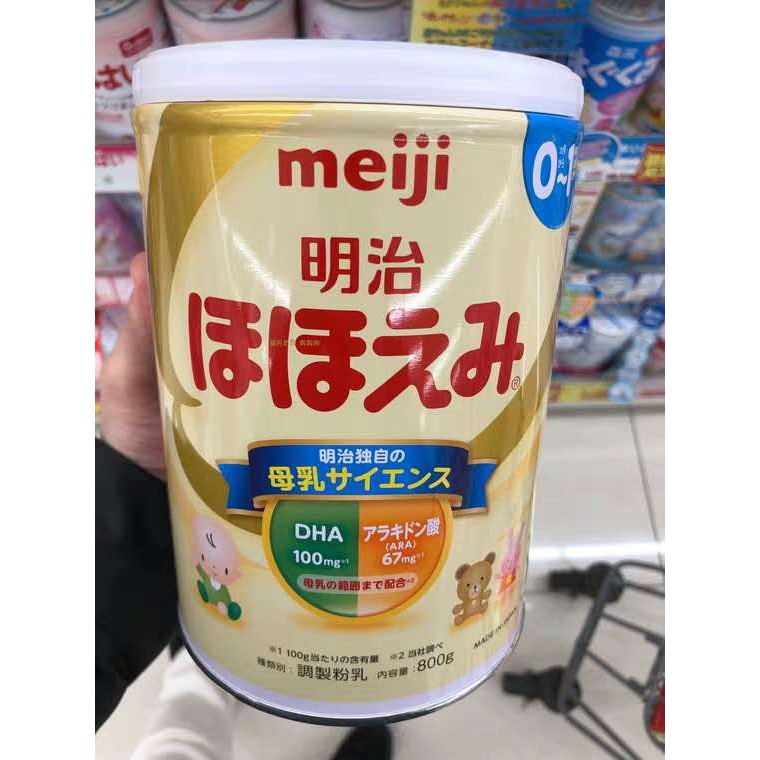 meiji
0~1
明治
ほほえみ®
明治独自の
母乳サイエンス
DHA
100mg※1
アラキドン酸
(ARA)
67mg※1
母乳の範囲まで配合※2
※1 100g当たりの含有量 ※2 当社調べ
種類別:調製粉乳 内容量:800g
MADE IN JAPAN